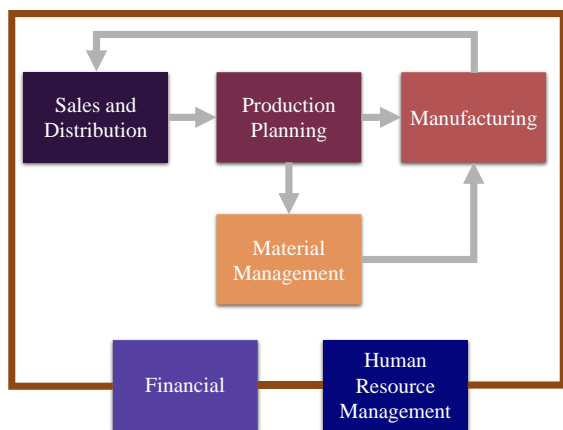 Sales and
Distribution
Production
Planning
Manufacturing
Material
Management
Financial
Human
Resource
Management